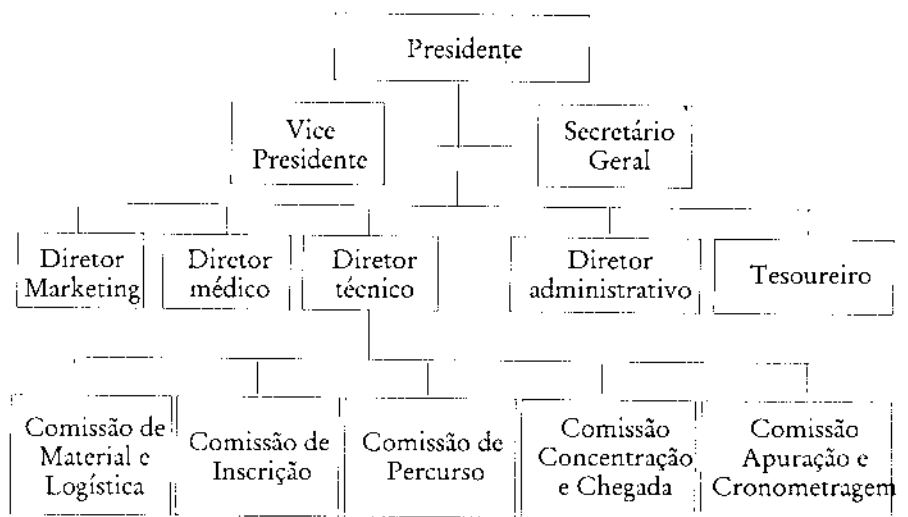 Presidente
Vice
Presidente
Secretário
Geral
Diretor
Marketing
Diretor
médico
Diretor
técnico
Diretor
administrativo
Tesoureiro
Comissão de
Material e
Logística
Comissão de
Inscrição
Comissão de
Percurso
Comissão
Concentração
e Chegada
Comissão
Apuração e
Cronometragem